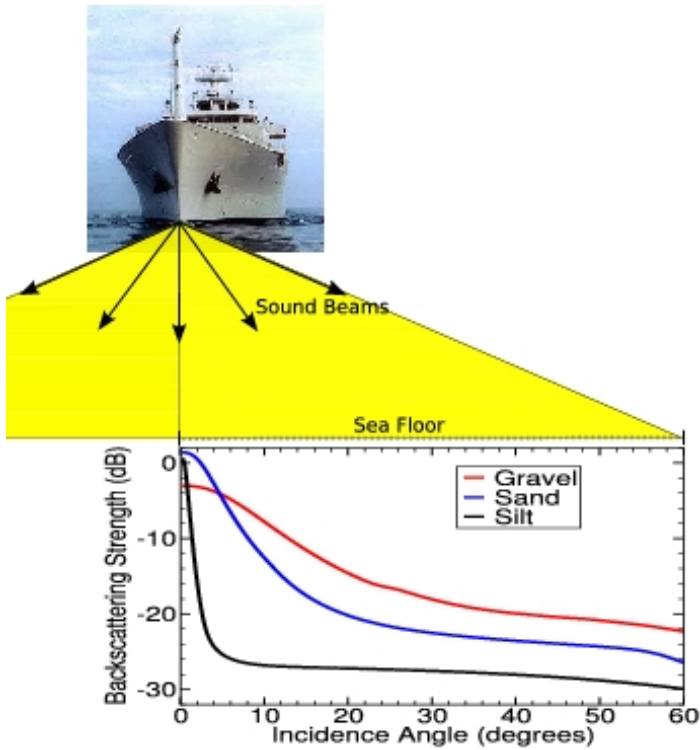 Sound Beams
Sea Floor
Backscattering Strength (dB)
0
-10
-20
-30
Gravel
Sand
Silt
0 10 20 30 40 50 60
Incidence Angle (degrees)